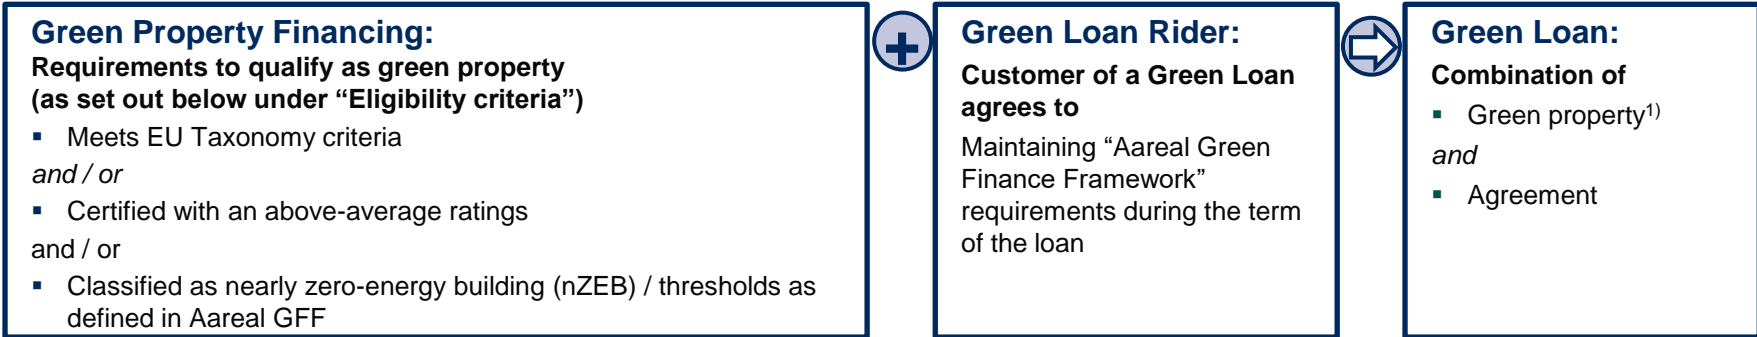 Green Property Financing:
Requirements to qualify as green property
(as set out below under “Eligibility criteria”)
▪ Meets EU Taxonomy criteria
and / or
▪ Certified with an above-average ratings
and / or
▪ Classified as nearly zero-energy building (nZEB) / thresholds as
defined in Aareal GFF
+
Green Loan Rider:
Customer of a Green Loan
agrees to
Maintaining “Aareal Green
Finance Framework”
requirements during the term
of the loan
Green Loan:
Combination of
▪ Green property1)
and
▪ Agreement